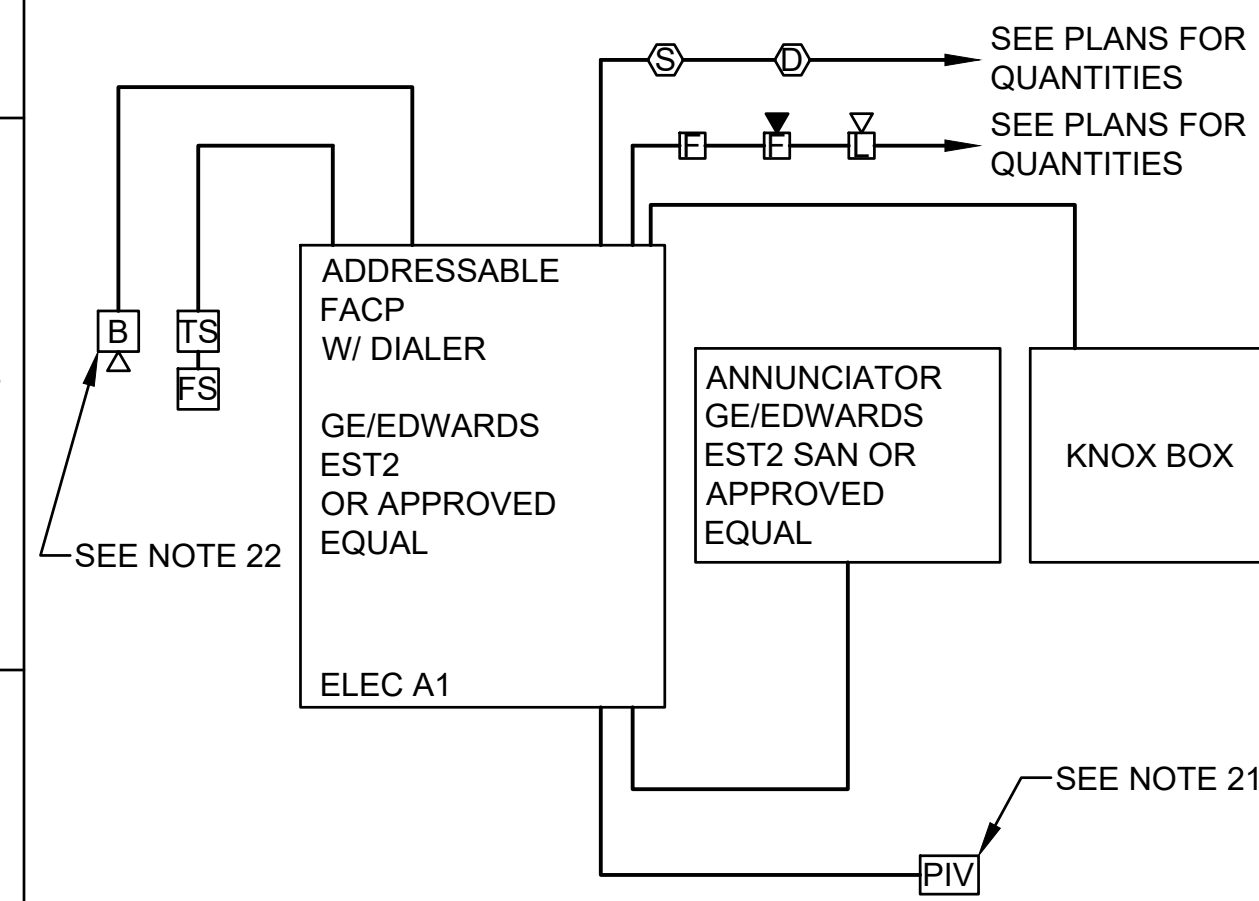 S
D
SEE PLANS FOR
QUANTITIES
F
F
L
SEE PLANS FOR
QUANTITIES
ADDRESSABLE
FACP
W/ DIALER
GE/EDWARDS
EST2
OR APPROVED
EQUAL
ELEC A1
B
TS
FS
SEE NOTE 22
ANNUNCIATOR
GE/EDWARDS
EST2 SAN OR
APPROVED
EQUAL
KNOX BOX
SEE NOTE 21
PIV